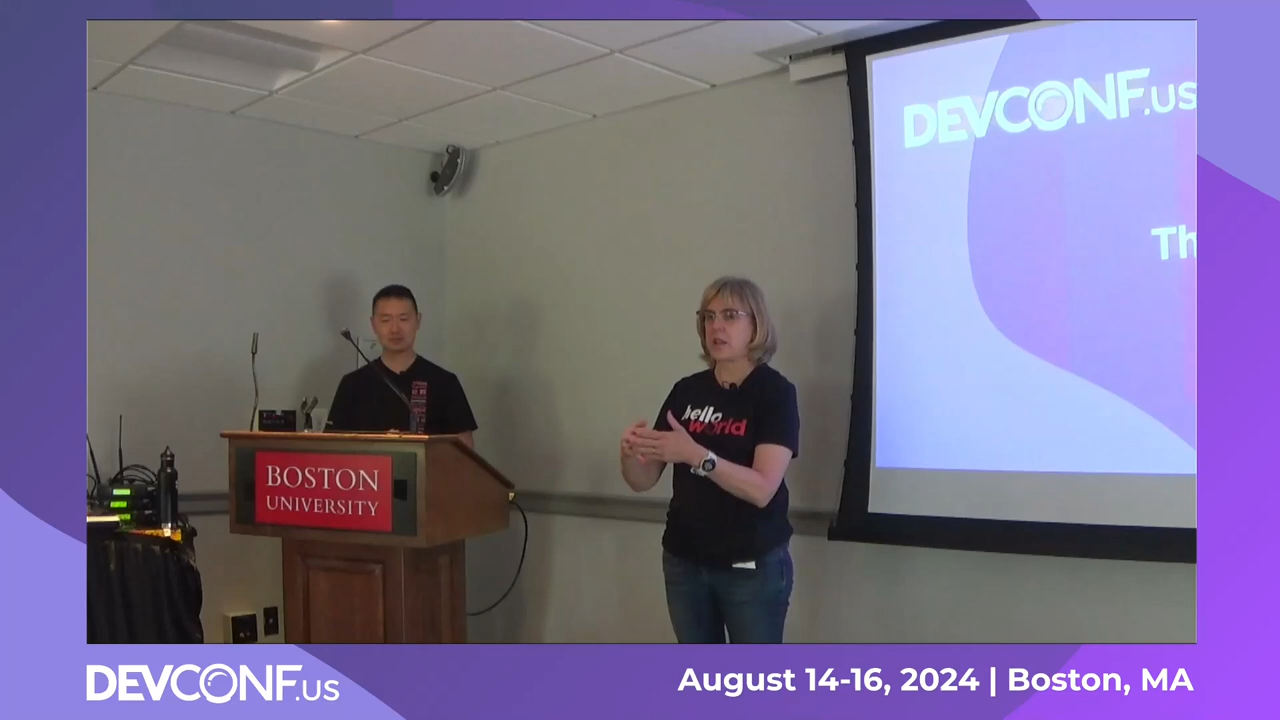 DEVCONF.US
Th
hello
world
BOSTON
UNIVERSITY
DEVCONF.US
August 14-16, 2024 | Boston, MA